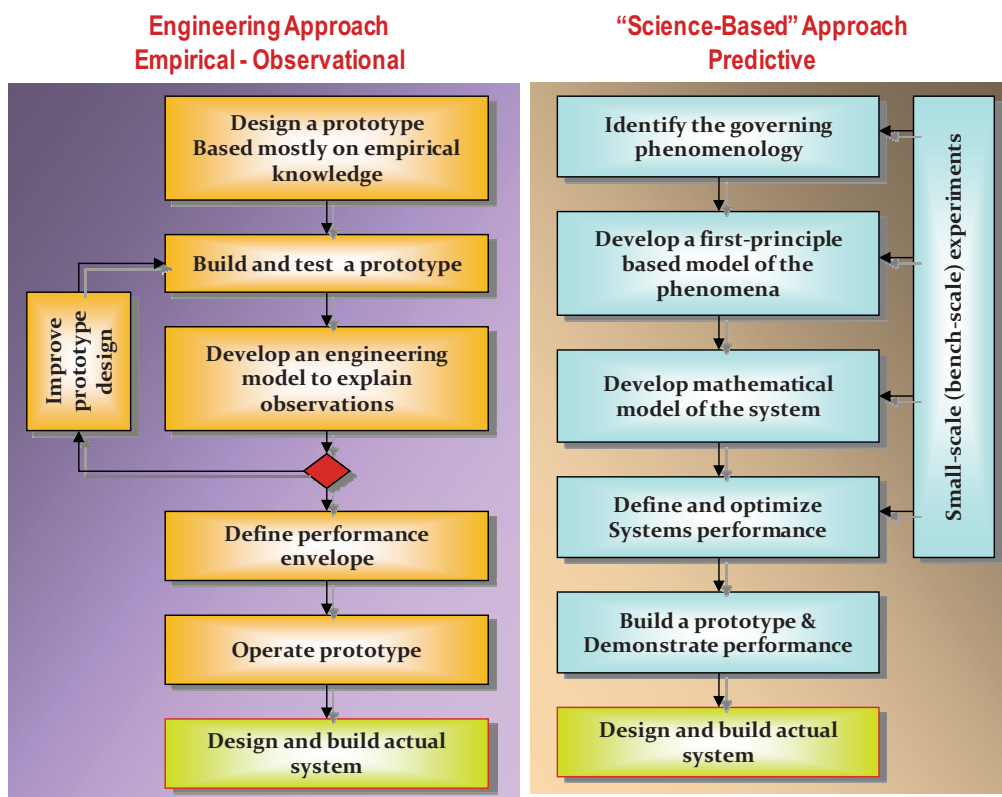 Engineering Approach
Empirical - Observational
Design a prototype
Based mostly on empirical
knowledge
Build and test a prototype
Improve
prototype
design
Develop an engineering
model to explain
observations
Define performance
envelope
Operate prototype
Design and build actual
system
“Science-Based” Approach
Predictive
Identify the governing
phenomenology
Develop a first-principle
based model of the
phenomena
Develop mathematical
model of the system
Define and optimize
Systems performance
Build a prototype &
Demonstrate performance
Design and build actual
system
Small-scale (bench-scale) experiments